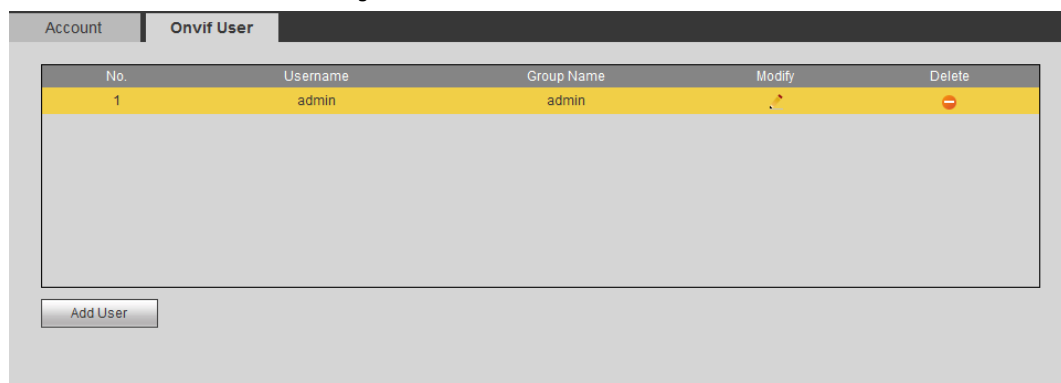 Account Onvif User
No. Username Group Name Modify Delete
1 admin admin
Add User